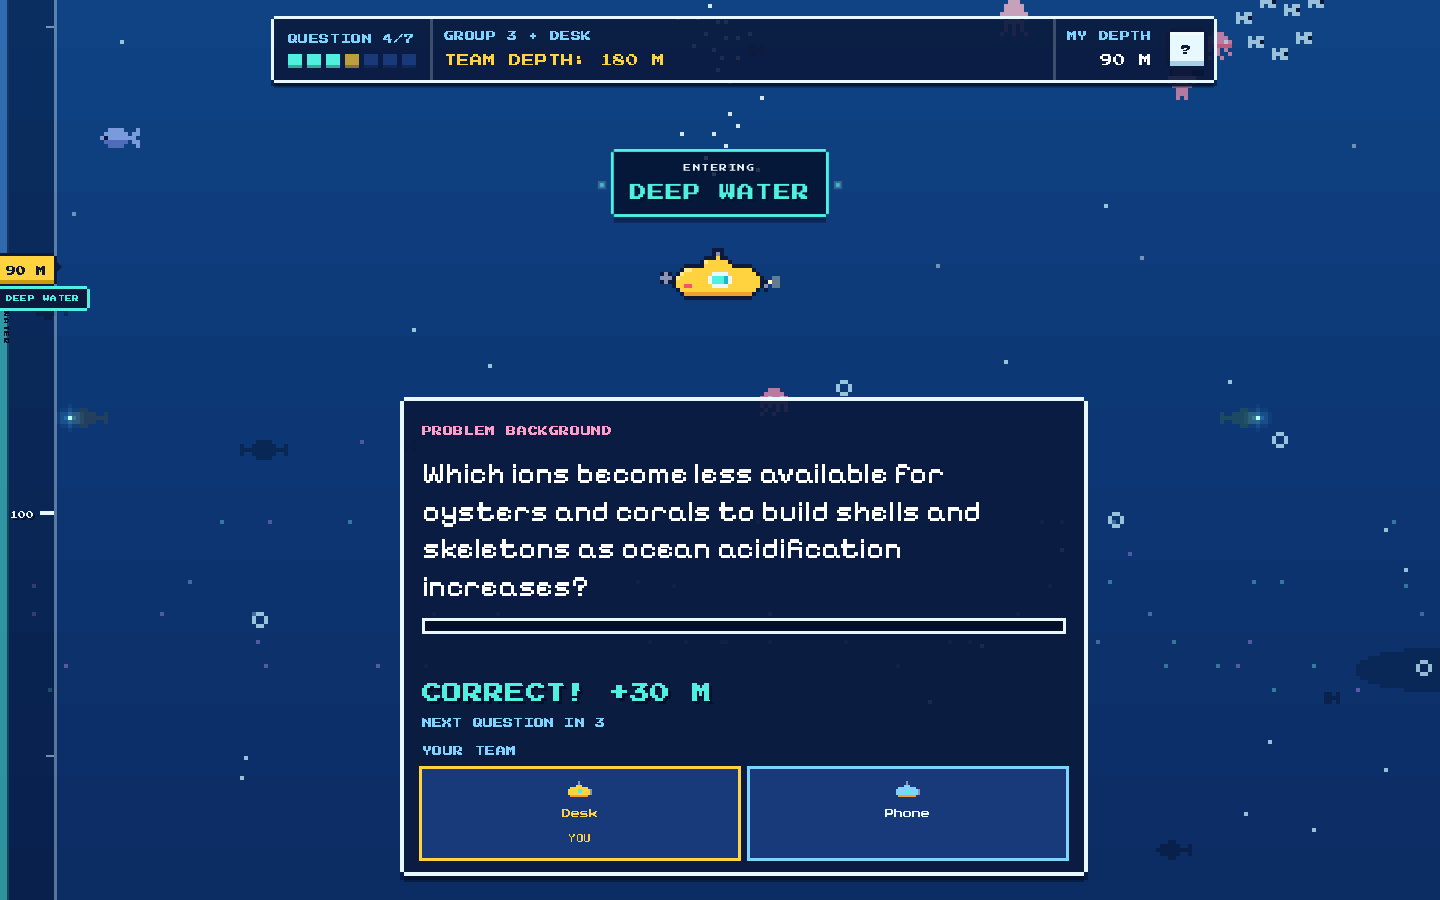 QUESTION 4/7
GROUP 3 + DESK
TEAM DEPTH: 180 M
MY DEPTH
90 M
?
ENTERING
DEEP WATER
90 M
DEEP WATER
WATER
100
PROBLEM BACKGROUND
Which ions become less available for
oysters and corals to build shells and
skeletons as ocean acidification
increases?
CORRECT! +30 M
NEXT QUESTION IN 3
YOUR TEAM
Desk
YOU
Phone